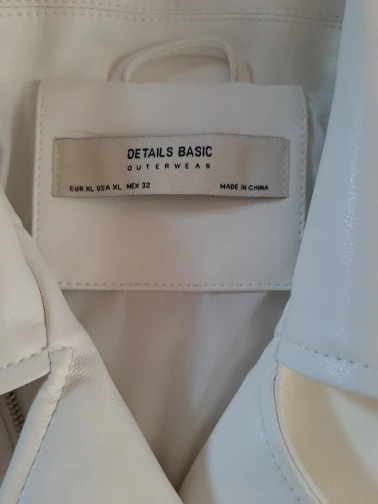 DETAILS BASIC
OUTERWEAR
EUR XL USA XL MEX 32 MADE IN CHINA